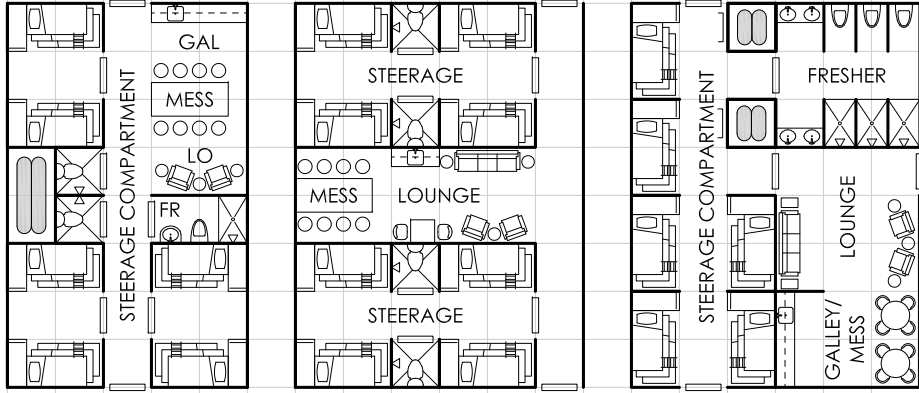 GAL
MESS
LO
FR
STEERAGE COMPARTMENT
STEERAGE
MESS
LOUNGE
STEERAGE
STEERAGE COMPARTMENT
FRESHER
LOUNGE
GALLEY/
MESS